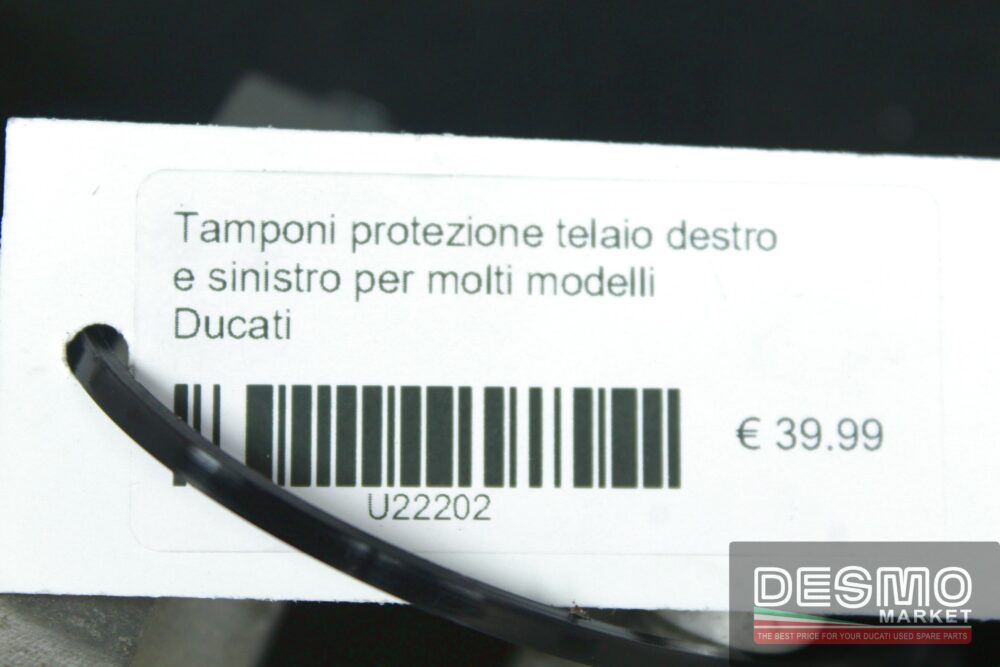 Tamponi protezione telaio destro
e sinistro per molti modelli
Ducati
€ 39.99
U22202
DESMO
MARKET
THE BEST PRICE FOR YOUR DUCATI USED SPARE PARTS